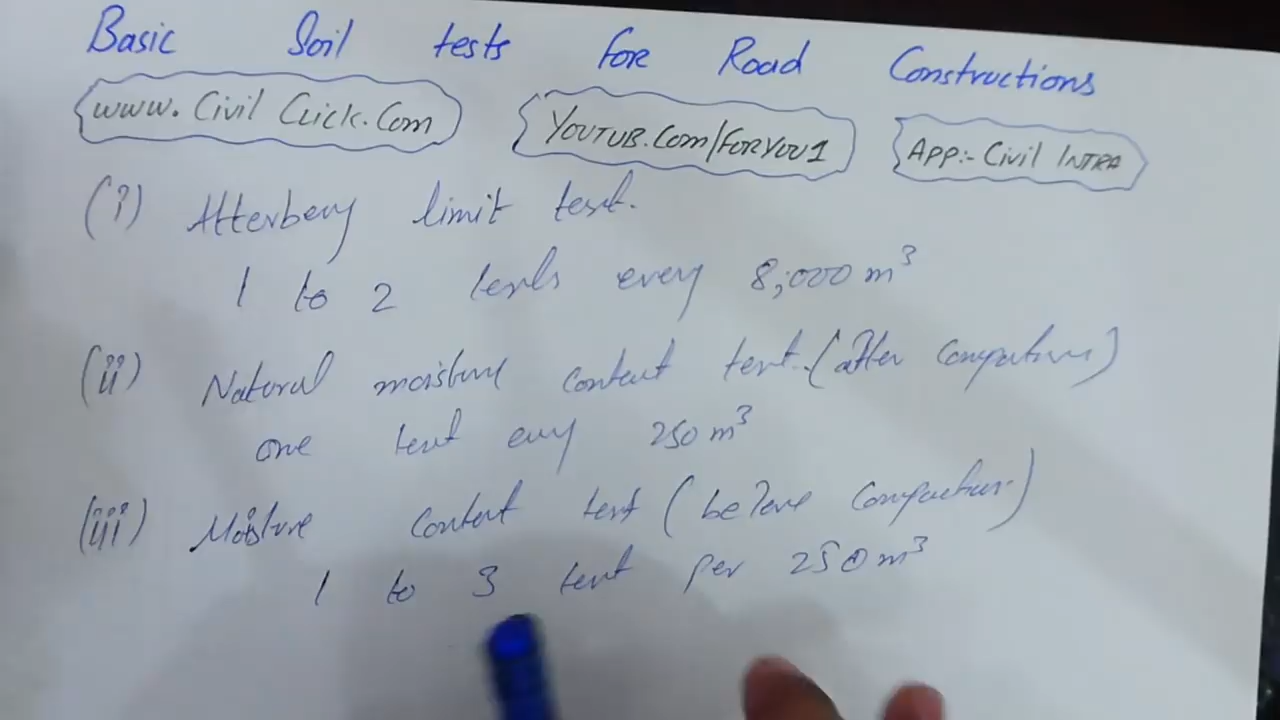 Basic Soil tests for Road Constructions
www.Civil Click.Com
YOUTUB.Com/FORYOU1
APP:- Civil INTRA
(i) Atterberg limit test.
1 to 2 tests every 8,000 m³
(ii) Natural moisture content test. (after compaction)
one test every 250 m³
(iii) Moisture content test (before compaction)
1 to 3 test per 250 m³